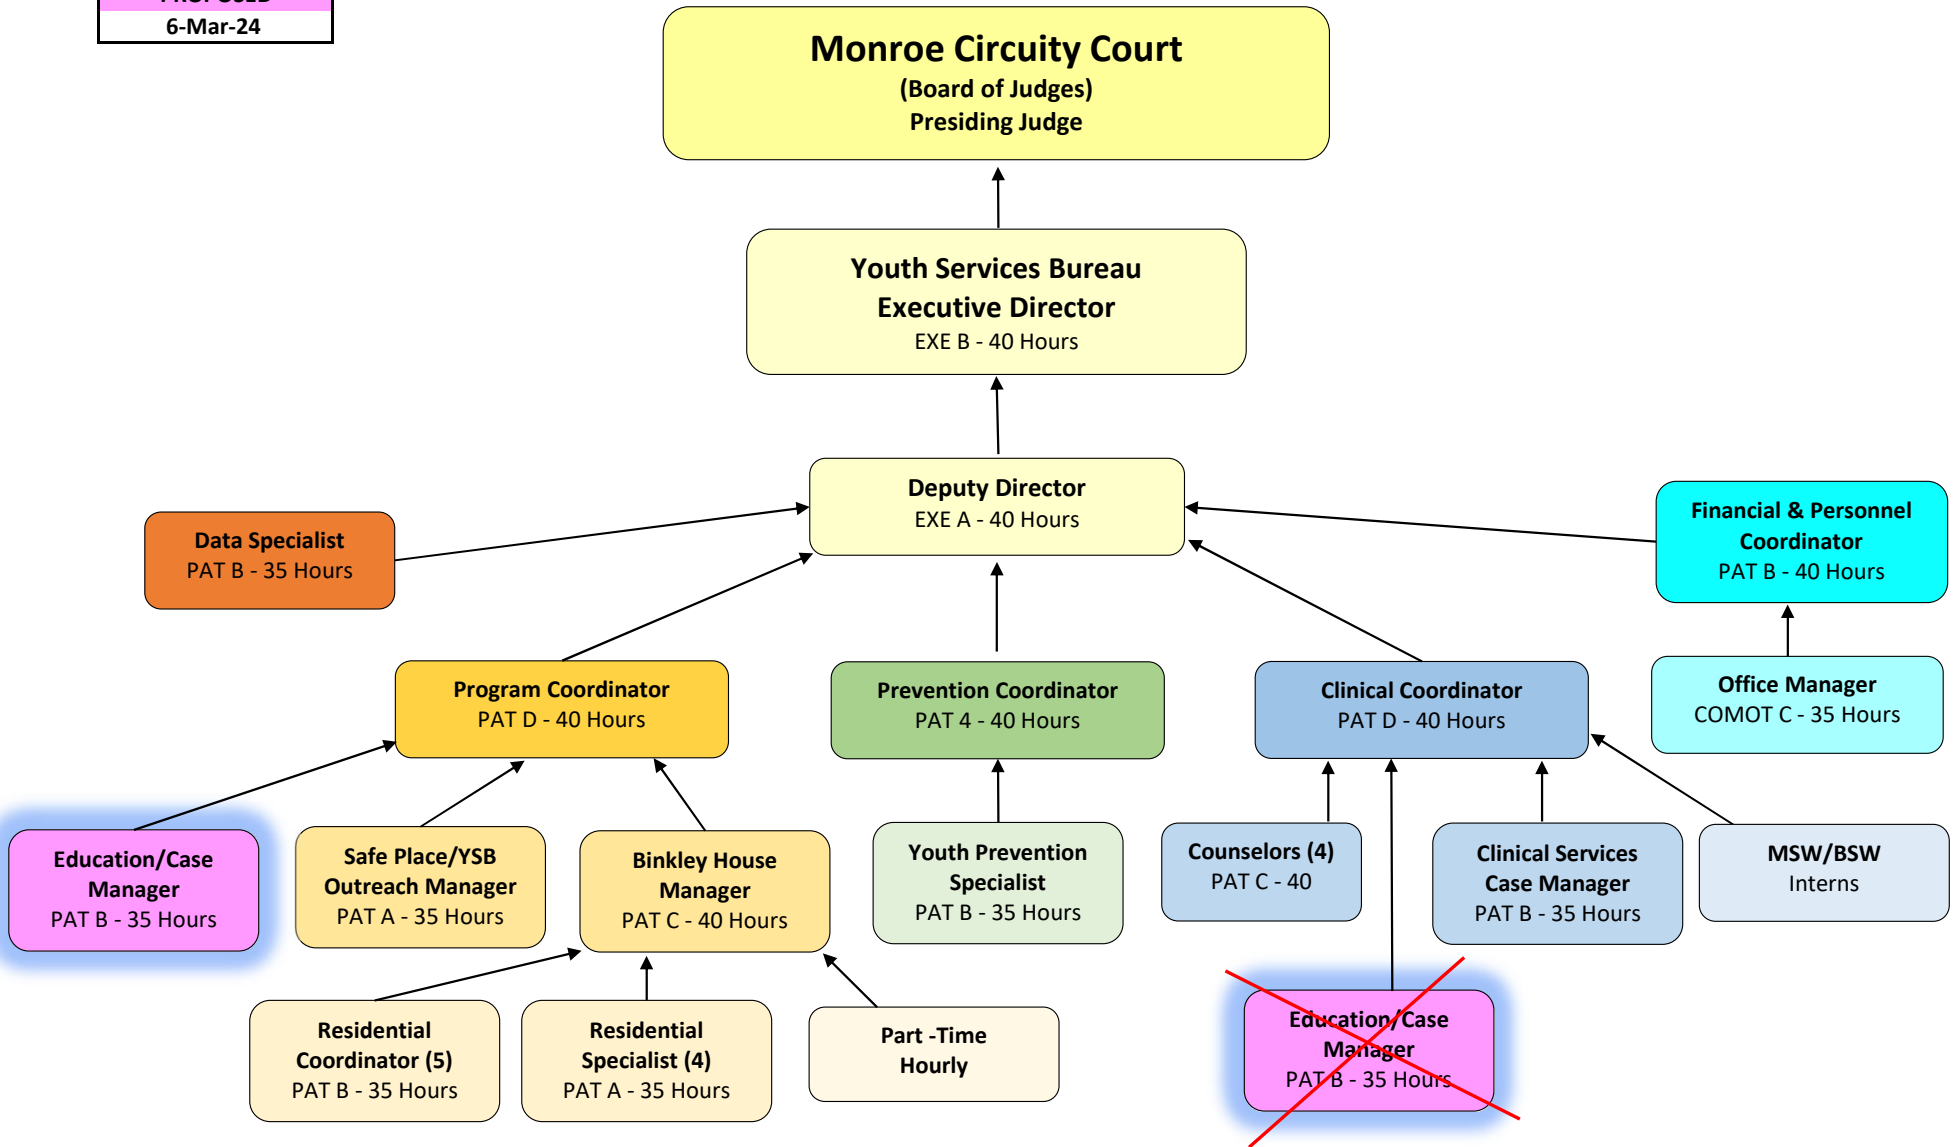 PROPOSED
6-Mar-24
Monroe Circuity Court
(Board of Judges)
Presiding Judge
Youth Services Bureau
Executive Director
EXE B - 40 Hours
Deputy Director
EXE A - 40 Hours
Data Specialist
PAT B - 35 Hours
Financial & Personnel
Coordinator
PAT B - 40 Hours
Program Coordinator
PAT D - 40 Hours
Prevention Coordinator
PAT 4 - 40 Hours
Clinical Coordinator
PAT D - 40 Hours
Office Manager
COMOT C - 35 Hours
Education/Case
Manager
PAT B - 35 Hours
Safe Place/YSB
Outreach Manager
PAT A - 35 Hours
Binkley House
Manager
PAT C - 40 Hours
Youth Prevention
Specialist
PAT B - 35 Hours
Counselors (4)
PAT C - 40
Clinical Services
Case Manager
PAT B - 35 Hours
MSW/BSW
Interns
Residential
Coordinator (5)
PAT B - 35 Hours
Residential
Specialist (4)
PAT A - 35 Hours
Part -Time
Hourly
Education/Case
Manager
PAT B - 35 Hours